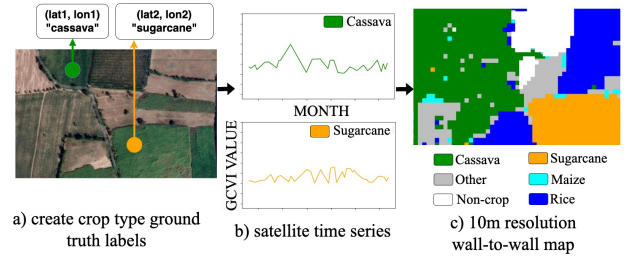 (lat1, lon1)
"cassava"
(lat2, lon2)
"sugarcane"
a) create crop type ground
truth labels
Cassava
MONTH
Sugarcane
GCVI VALUE
b) satellite time series
Cassava
Sugarcane
Other
Maize
Non-crop
Rice
c) 10m resolution
wall-to-wall map